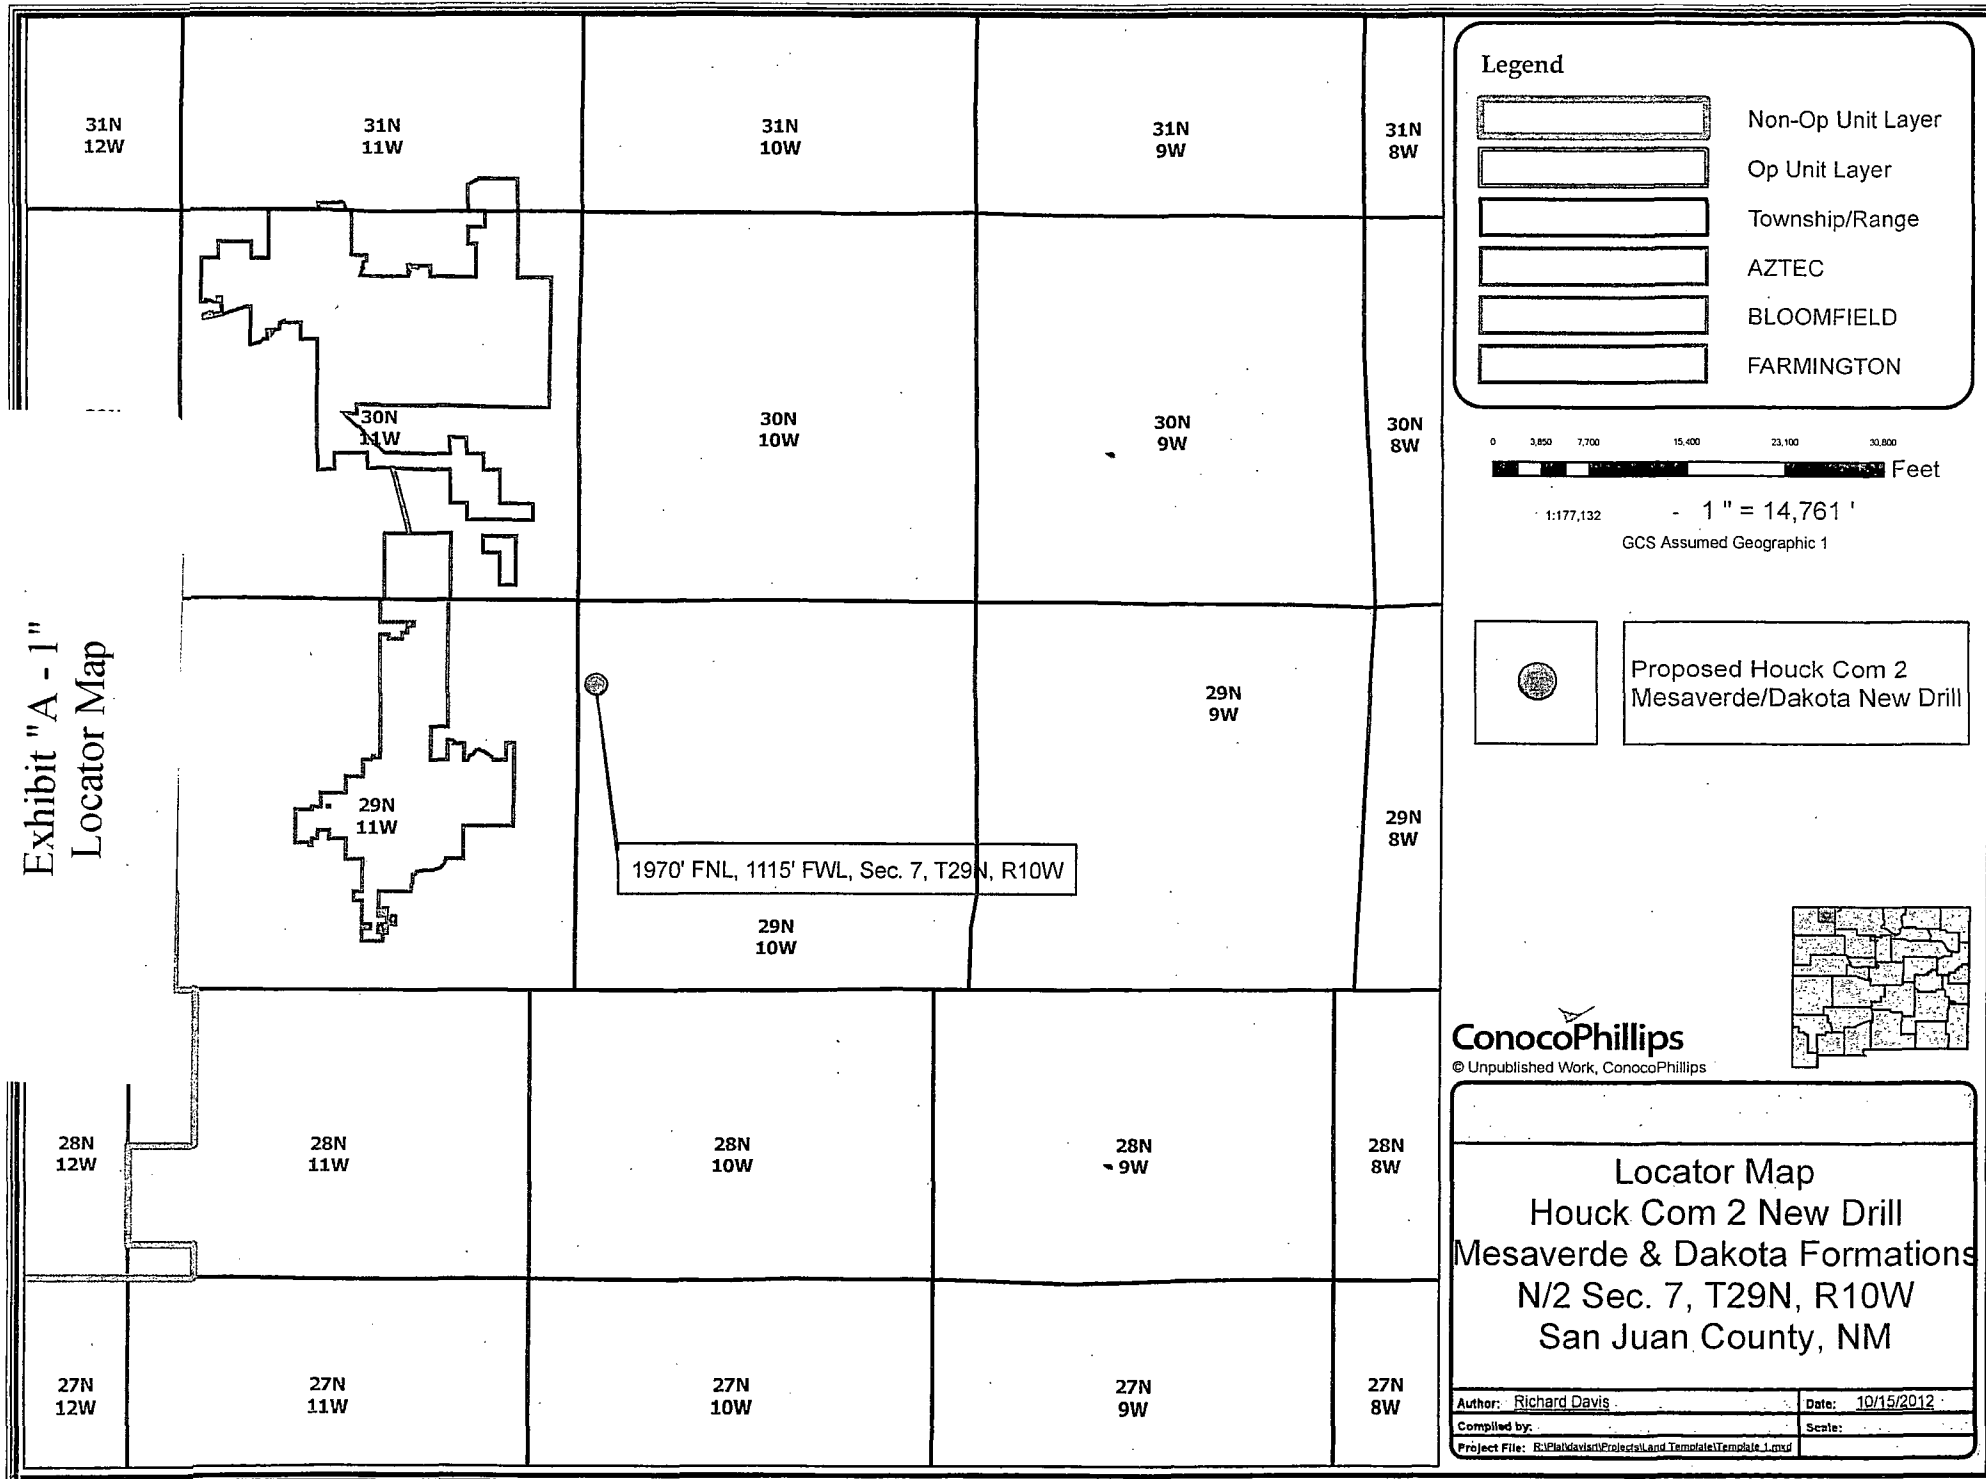 Exhibit "A - 1"
Locator Map
31N
12W
31N
11W
31N
10W
31N
9W
31N
8W
30N
11W
30N
10W
30N
9W
30N
8W
29N
11W
29N
10W
29N
9W
29N
8W
1970' FNL, 1115' FWL, Sec. 7, T29N, R10W
28N
12W
28N
11W
28N
10W
28N
9W
28N
8W
27N
12W
27N
11W
27N
10W
27N
9W
27N
8W
Legend
Non-Op Unit Layer
Op Unit Layer
Township/Range
AZTEC
BLOOMFIELD
FARMINGTON
0 3,850 7,700 15,400 23,100 30,800
Feet
1:177,132 - 1 " = 14,761 '
GCS Assumed Geographic 1
Proposed Houck Com 2
Mesaverde/Dakota New Drill
ConocoPhillips
© Unpublished Work, ConocoPhillips
Locator Map
Houck Com 2 New Drill
Mesaverde & Dakota Formations
N/2 Sec. 7, T29N, R10W
San Juan County, NM
Author: Richard Davis Date: 10/15/2012
Compiled by: Scale:
Project File: R:\Plat\davisrr\Projects\Land Template\Template_1.mxd